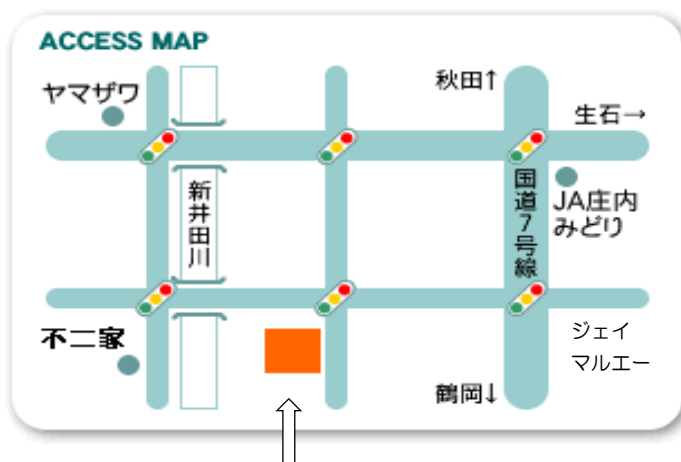 ACCESS MAP
秋田↑
ヤマザワ
生石→
新井田川
国道7号線
JA庄内
みどり
不二家
ジェイ
マルエー
鶴岡↓